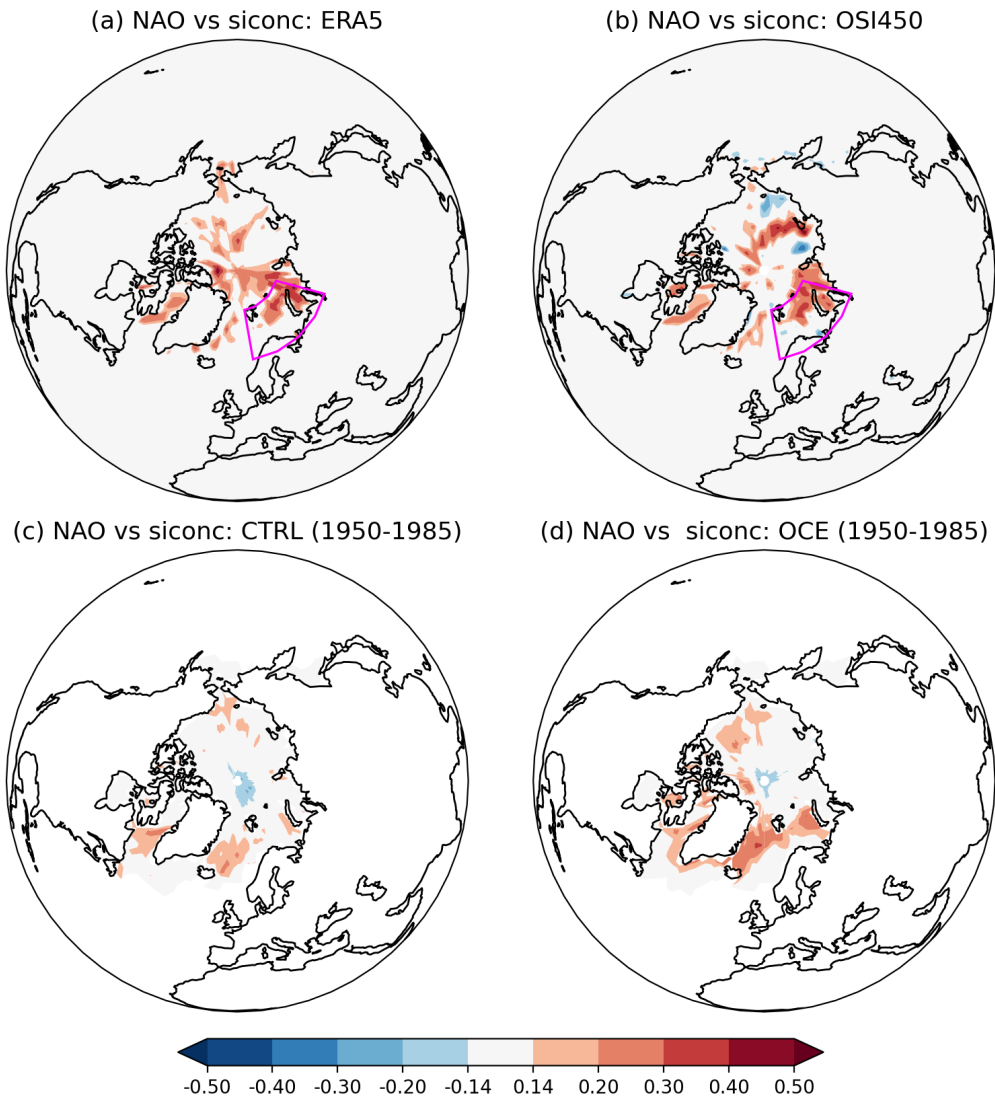 (a) NAO vs siconc: ERA5
(b) NAO vs siconc: OSI450
(c) NAO vs siconc: CTRL (1950-1985)
(d) NAO vs  siconc: OCE (1950-1985)
-0.50 -0.40 -0.30 -0.20 -0.14 0.14 0.20 0.30 0.40 0.50